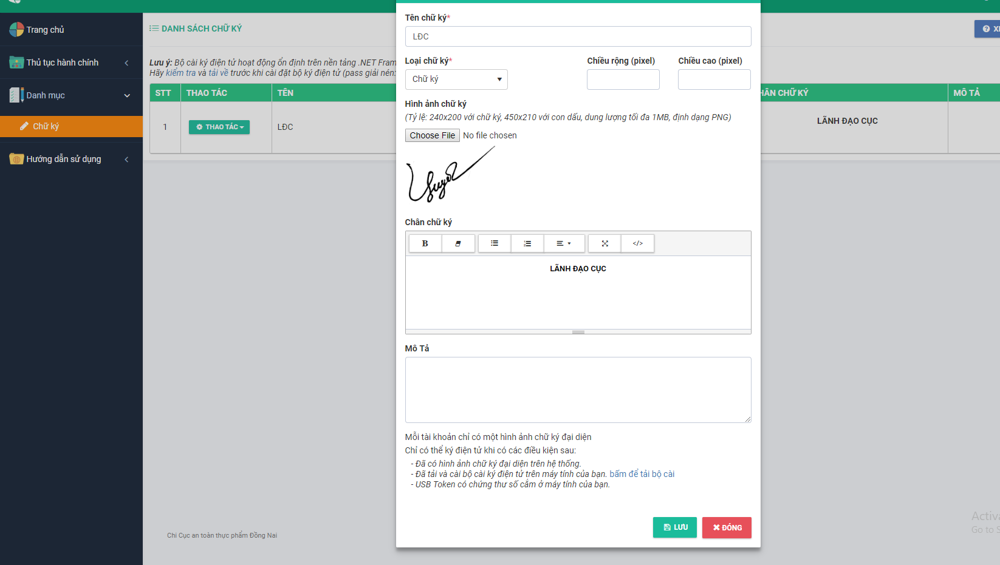 Trang chủ
Thủ tục hành chính
Danh mục
Chữ ký
Hướng dẫn sử dụng
DANH SÁCH CHỮ KÝ
Lưu ý: Bộ cài ký điện tử hoạt động ổn định trên nền tảng .NET Fram
Hãy kiểm tra và tải về trước khi cài đặt bộ ký điện tử (pass giải nén:
STT THAO TÁC TÊN HÂN CHỮ KÝ MÔ TẢ
1 THAO TÁC LĐC LÃNH ĐẠO CỤC
Chi Cục an toàn thực phẩm Đồng Nai
Tên chữ ký*
LĐC
Loại chữ ký* Chiều rộng (pixel) Chiều cao (pixel)
Chữ ký
Hình ảnh chữ ký
(Tỷ lệ: 240x200 với chữ ký, 450x210 với con dấu, dung lượng tối đa 1MB, định dạng PNG)
Choose File No file chosen
Chân chữ ký
B </>
LÃNH ĐẠO CỤC
Mô Tả
Mỗi tài khoản chỉ có một hình ảnh chữ ký đại diện
Chỉ có thể ký điện tử khi có các điều kiện sau:
- Đã có hình ảnh chữ ký đại diện trên hệ thống.
- Đã tải và cài bộ cài ký điện tử trên máy tính của bạn. bấm để tải bộ cài
- USB Token có chứng thư số cắm ở máy tính của bạn.
LƯU ĐÓNG
Activa
Go to S